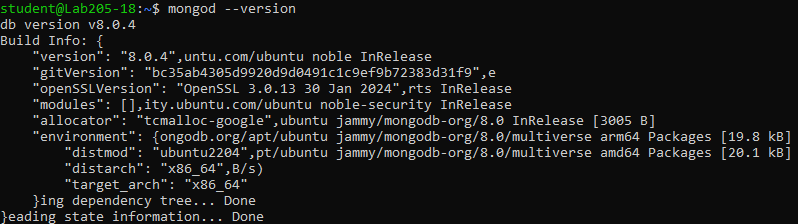 student@Lab205-18:~$ mongod --version
db version v8.0.4
Build Info: {
    "version": "8.0.4",untu.com/ubuntu noble InRelease
    "gitVersion": "bc35ab4305d9920d9d0491c1c9ef9b72383d31f9",e
    "openSSLVersion": "OpenSSL 3.0.13 30 Jan 2024",rts InRelease
    "modules": [],ity.ubuntu.com/ubuntu noble-security InRelease
    "allocator": "tcmalloc-google",ubuntu jammy/mongodb-org/8.0 InRelease [3005 B]
    "environment": {ongodb.org/apt/ubuntu jammy/mongodb-org/8.0/multiverse arm64 Packages [19.8 kB]
        "distmod": "ubuntu2204",pt/ubuntu jammy/mongodb-org/8.0/multiverse amd64 Packages [20.1 kB]
        "distarch": "x86_64",B/s)
        "target_arch": "x86_64"
    }ing dependency tree... Done
}eading state information... Done